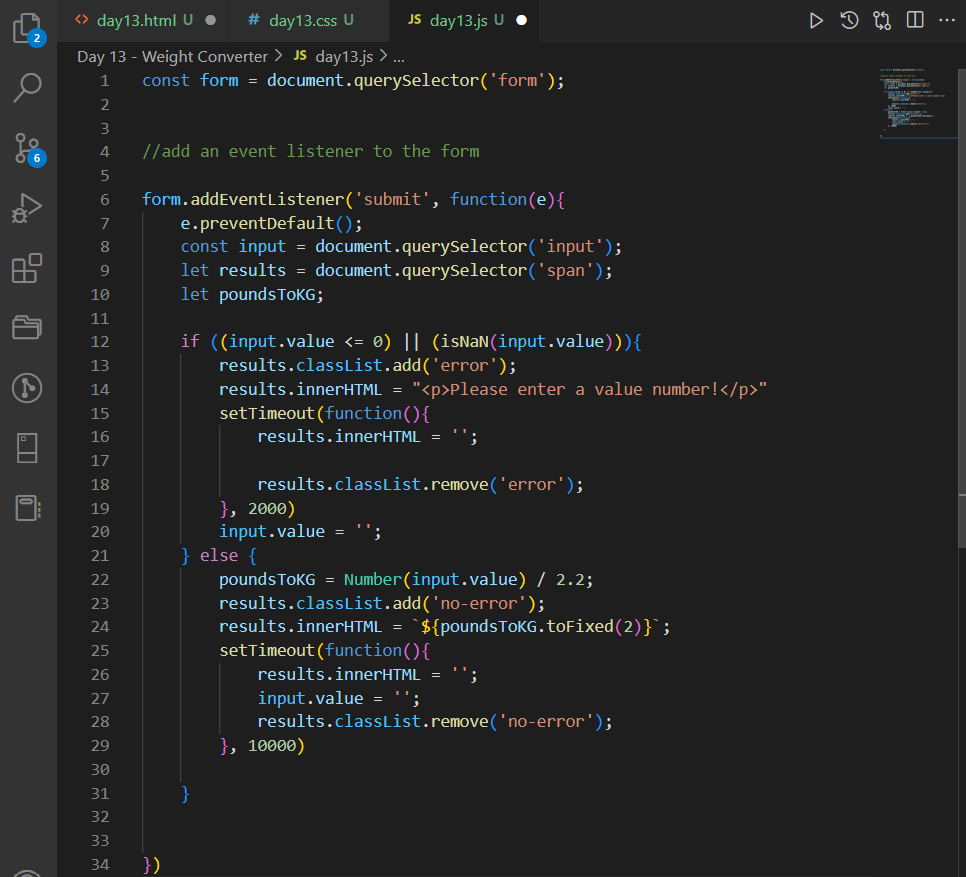 <> day13.html U ●
# day13.css U
JS day13.js U ●
Day 13 - Weight Converter > JS day13.js > ...
2
6
1 const form = document.querySelector('form');
2
3
4 //add an event listener to the form
5
6 form.addEventListener('submit', function(e){
7     e.preventDefault();
8     const input = document.querySelector('input');
9     let results = document.querySelector('span');
10     let poundsToKG;
11
12     if ((input.value <= 0) || (isNaN(input.value))){
13         results.classList.add('error');
14         results.innerHTML = "<p>Please enter a value number!</p>"
15         setTimeout(function(){
16             results.innerHTML = '';
17
18             results.classList.remove('error');
19         }, 2000)
20         input.value = '';
21     } else {
22         poundsToKG = Number(input.value) / 2.2;
23         results.classList.add('no-error');
24         results.innerHTML = `${poundsToKG.toFixed(2)}`;
25         setTimeout(function(){
26             results.innerHTML = '';
27             input.value = '';
28             results.classList.remove('no-error');
29         }, 10000)
30
31     }
32
33
34 })